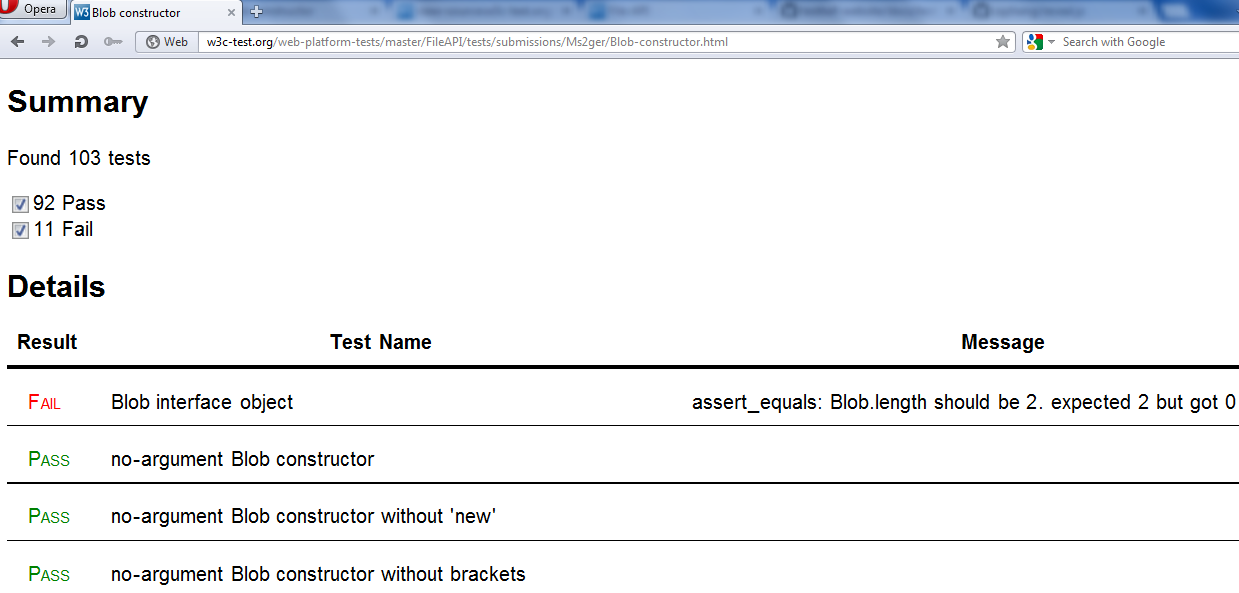 Opera
W3 Blob constructor
Web
w3c-test.org/web-platform-tests/master/FileAPI/tests/submissions/Ms2ger/Blob-constructor.html
Search with Google
Summary
Found 103 tests
92 Pass
11 Fail
Details
Result Test Name Message
FAIL Blob interface object assert_equals: Blob.length should be 2. expected 2 but got 0
PASS no-argument Blob constructor
PASS no-argument Blob constructor without 'new'
PASS no-argument Blob constructor without brackets